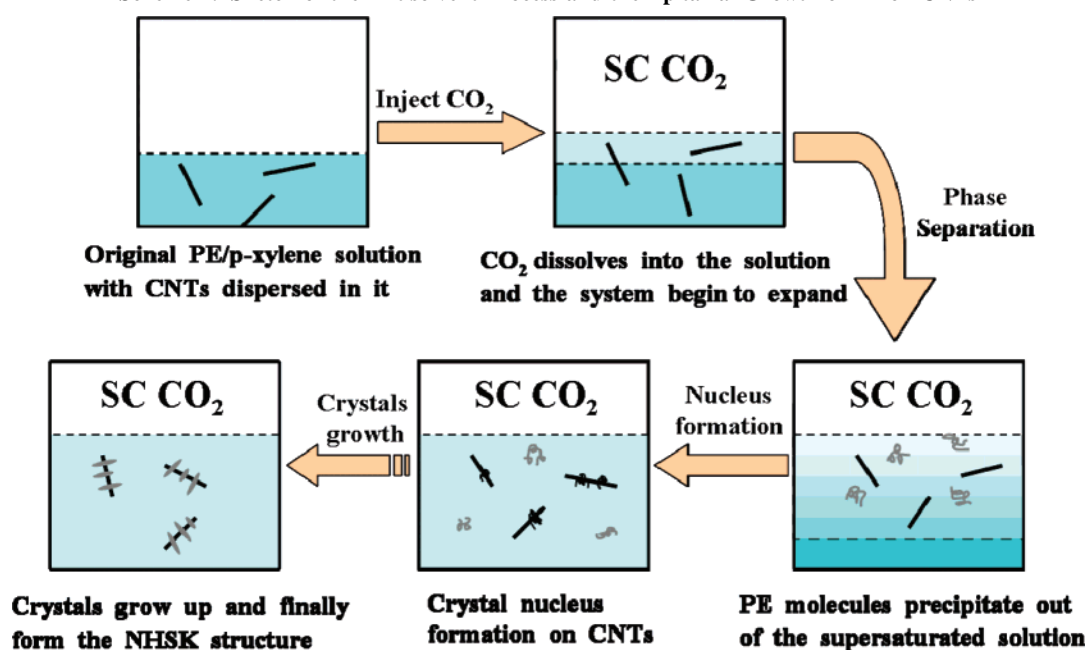 Inject CO2
SC CO2
Phase
Separation
Original PE/p-xylene solution
with CNTs dispersed in it
CO2 dissolves into the solution
and the system begin to expand
SC CO2
Crystals
growth
SC CO2
Nucleus
formation
SC CO2
Crystals grow up and finally
form the NHSK structure
Crystal nucleus
formation on CNTs
PE molecules precipitate out
of the supersaturated solution